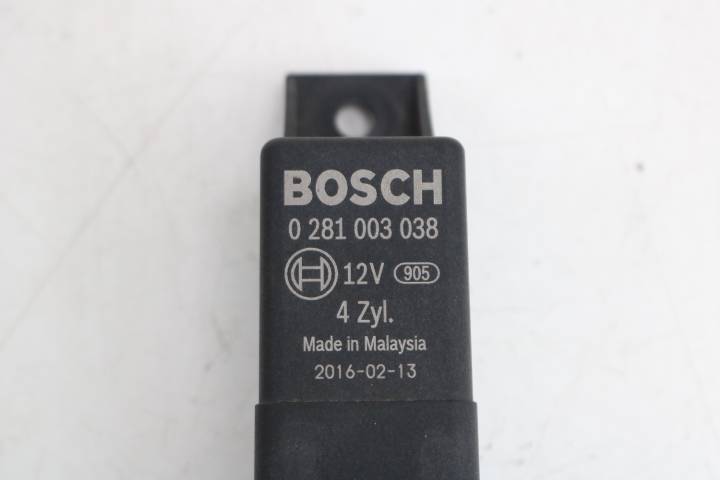 BOSCH
0 281 003 038
12V 905
4 Zyl.
Made in Malaysia
2016-02-13